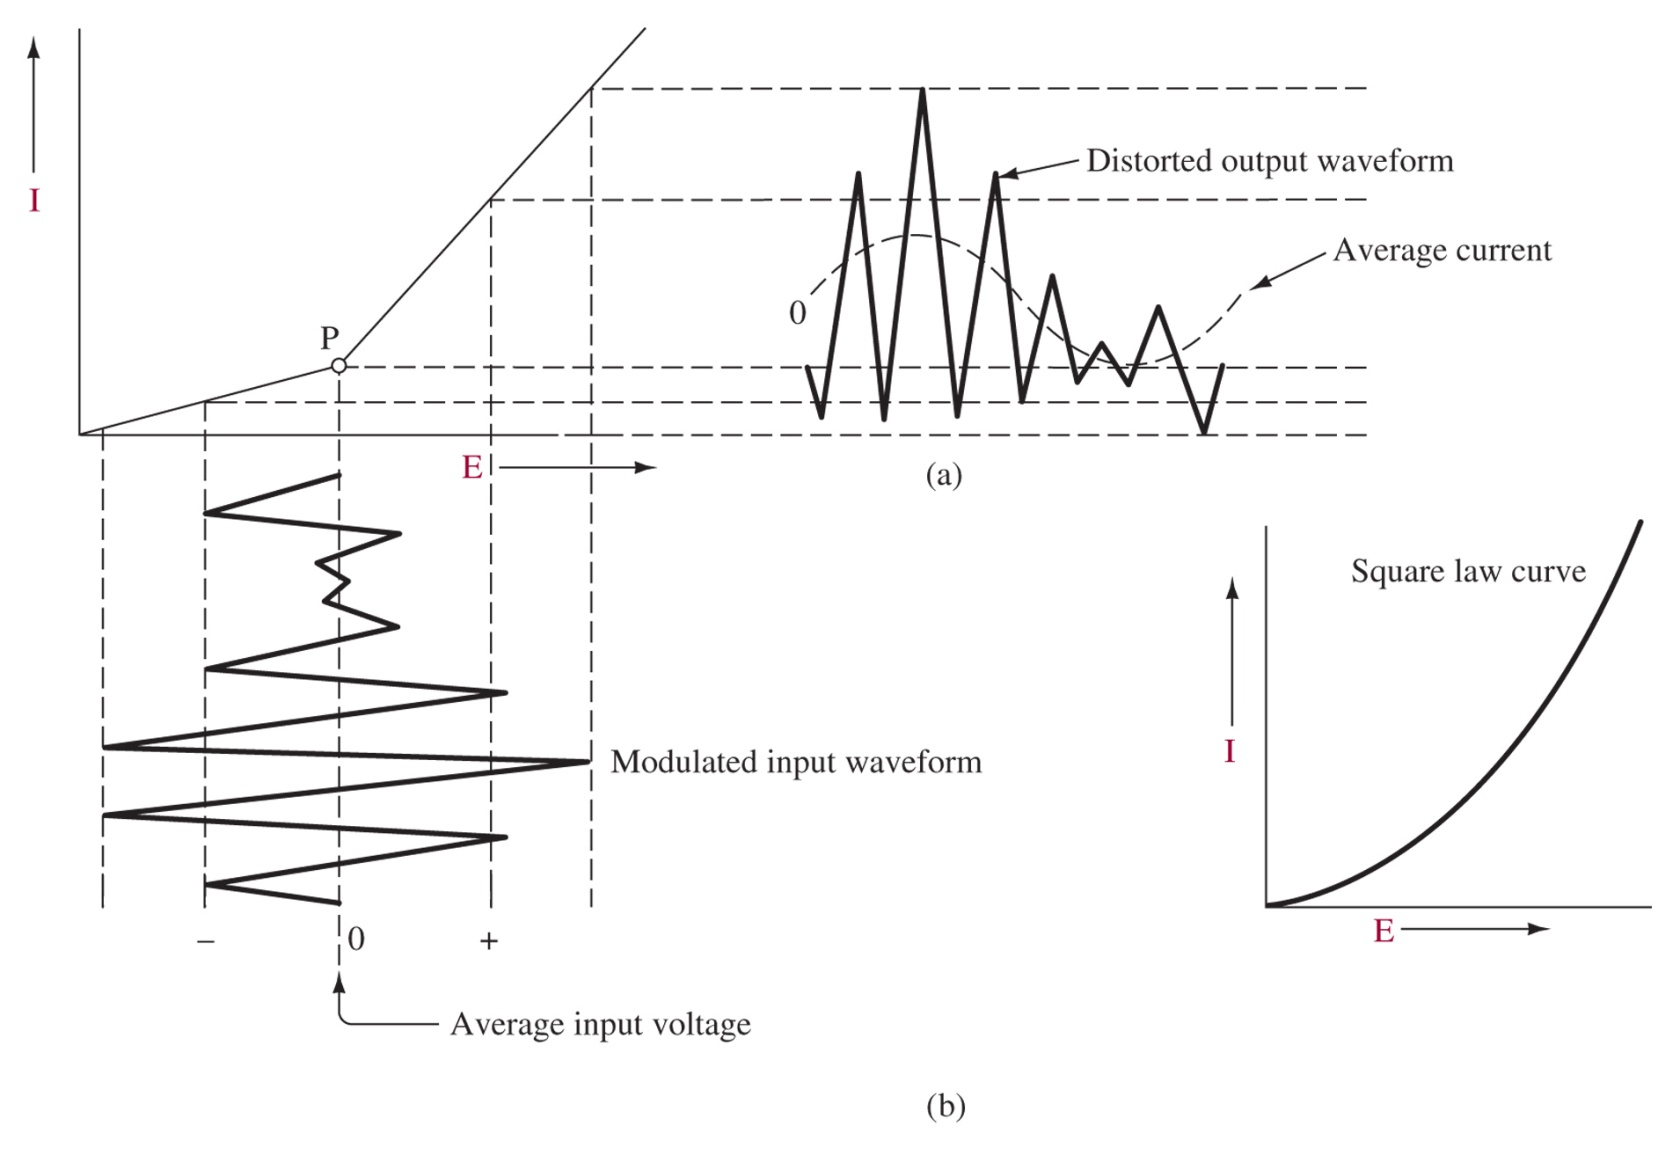 I
P
Distorted output waveform
Average current
0
E
(a)
Square law curve
I
Modulated input waveform
E
– 0 +
Average input voltage
(b)